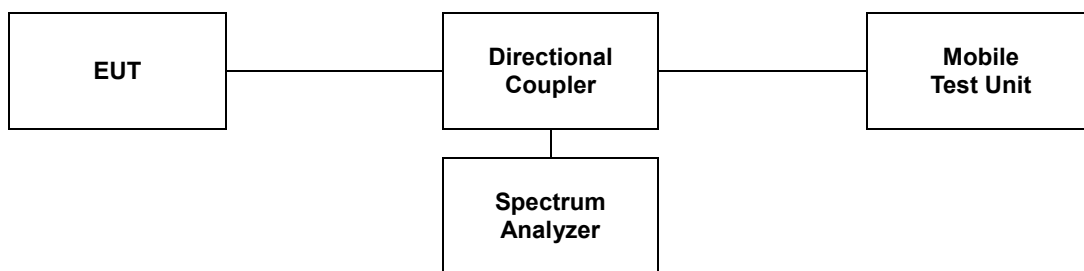 EUT
Directional
Coupler
Mobile
Test Unit
Spectrum
Analyzer